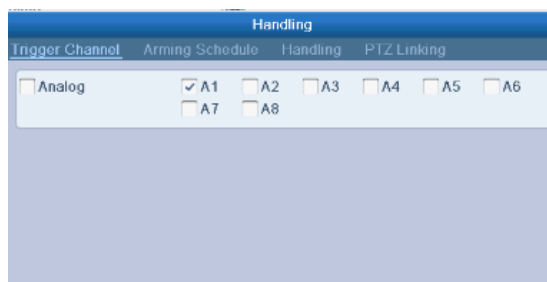 Handling
Trigger Channel Arming Schedule Handling PTZ Linking
Analog A1 A2 A3 A4 A5 A6
A7 A8